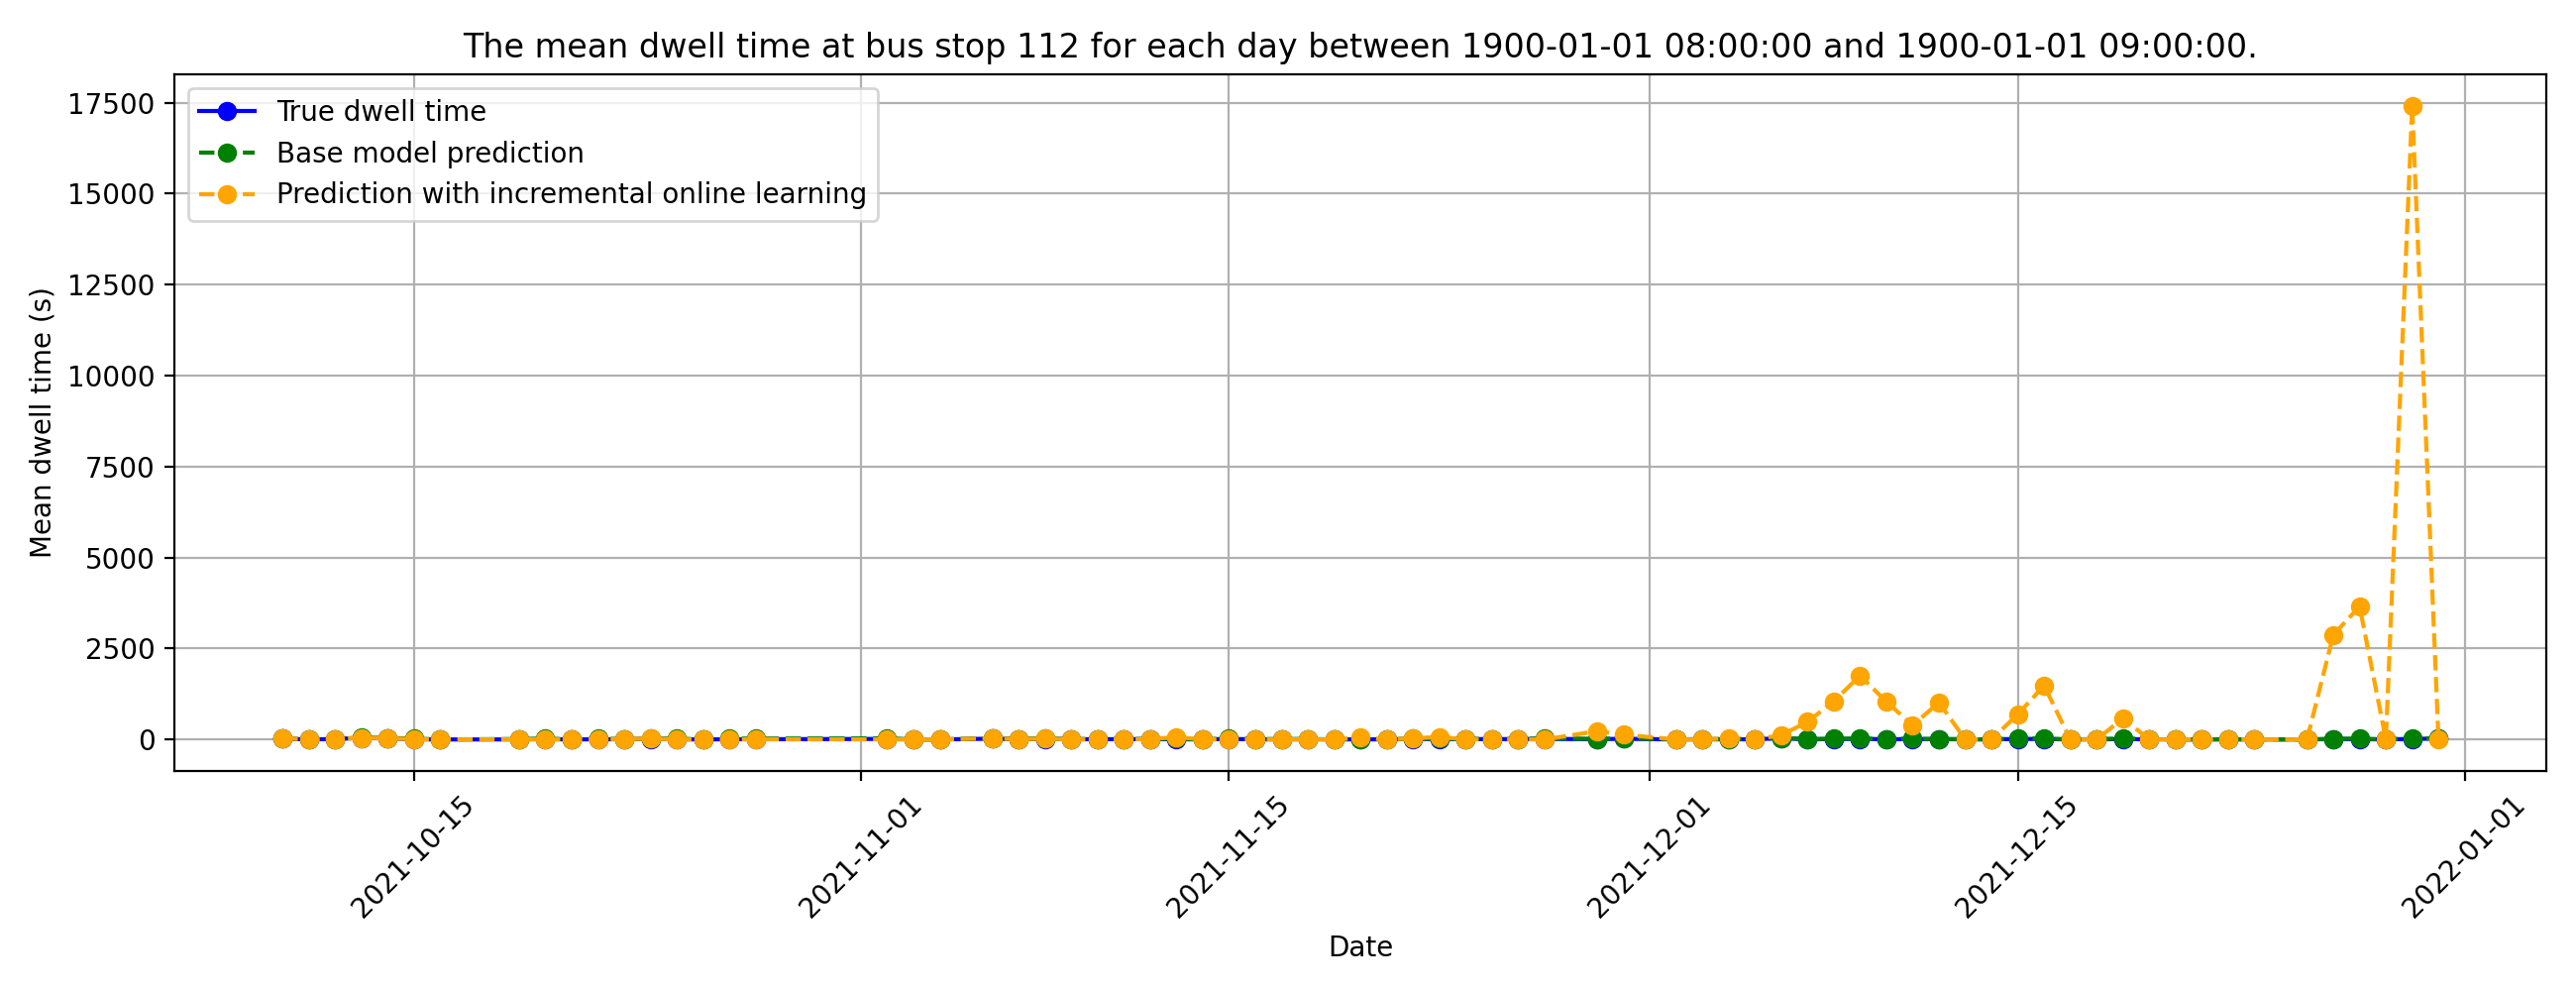 The mean dwell time at bus stop 112 for each day between 1900-01-01 08:00:00 and 1900-01-01 09:00:00.
True dwell time
Base model prediction
Prediction with incremental online learning
Mean dwell time (s)
17500
15000
12500
10000
7500
5000
2500
0
2021-10-15
2021-11-01
2021-11-15
2021-12-01
2021-12-15
2022-01-01
Date